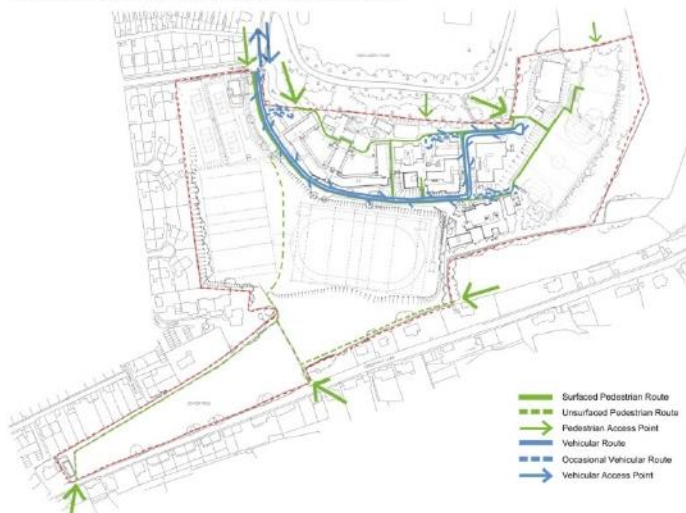 Surfaced Pedestrian Route
Unsurfaced Pedestrian Route
Pedestrian Access Point
Vehicular Route
Occasional Vehicular Route
Vehicular Access Point